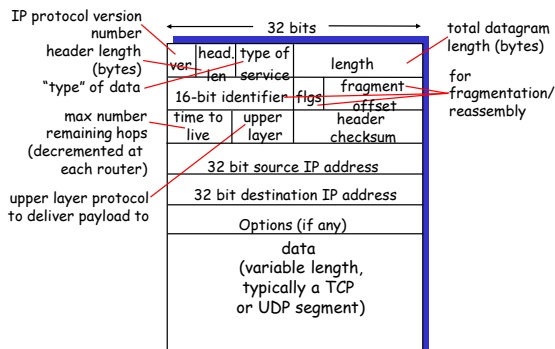 IP protocol version
number
header length
(bytes)
“type” of data
max number
remaining hops
(decremented at
each router)
upper layer protocol
to deliver payload to
32 bits
ver
head.
len
type of
service
length
16-bit identifier
flgs
fragment
offset
time to
live
upper
layer
header
checksum
32 bit source IP address
32 bit destination IP address
Options (if any)
data
(variable length,
typically a TCP
or UDP segment)
total datagram
length (bytes)
for
fragmentation/
reassembly